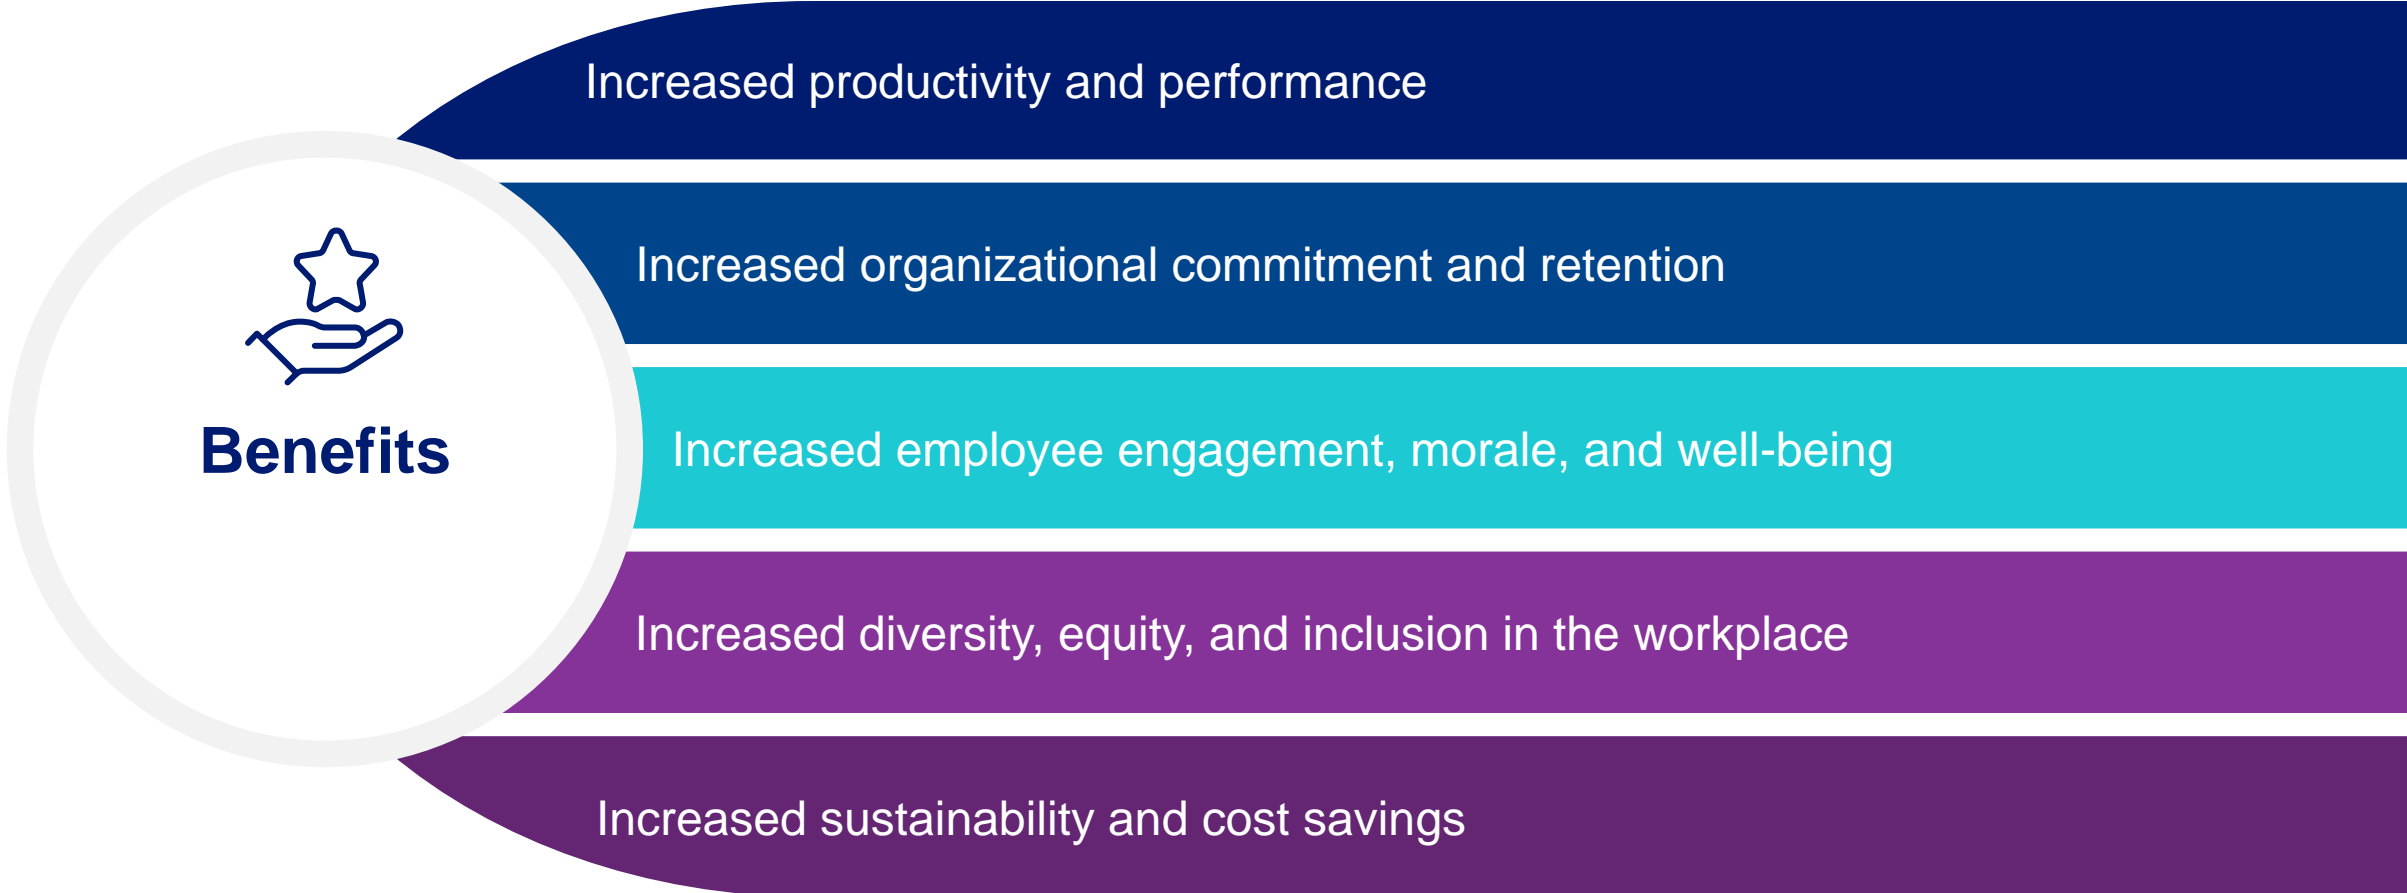 Increased productivity and performance
Increased organizational commitment and retention
Benefits
Increased employee engagement, morale, and well-being
Increased diversity, equity, and inclusion in the workplace
Increased sustainability and cost savings